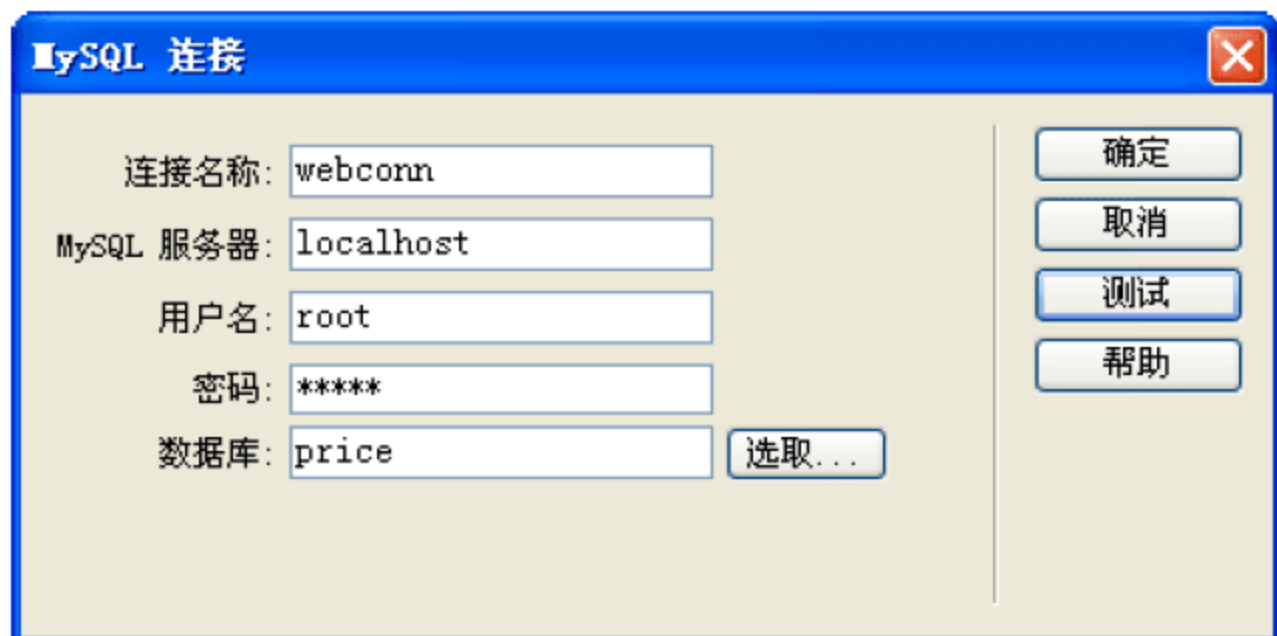 MySQL 连接
连接名称: webconn
MySQL 服务器: localhost
用户名: root
密码: *****
数据库: price
选取...
确定
取消
测试
帮助